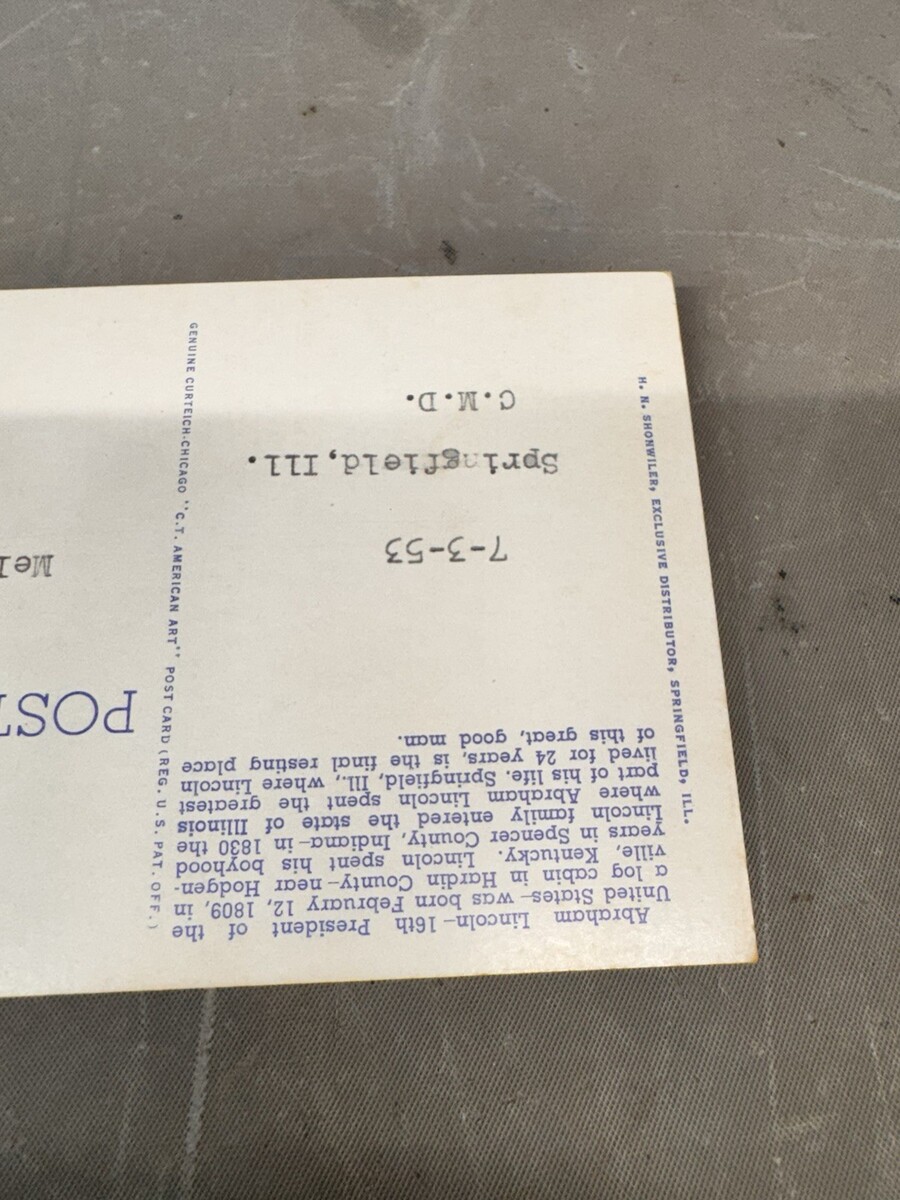 Abraham Lincoln—16th President of the
United States—was born February 12, 1809, in
a log cabin in Hardin County—near Hodgen-
ville, Kentucky. Lincoln spent his boyhood
years in Spencer County, Indiana—in 1830 the
Lincoln family entered the state of Illinois
where Abraham Lincoln spent the greatest
part of his life. Springfield, Ill., where Lincoln
lived for 24 years, is the final resting place
of this great, good man.
7-3-53
Springfield,Ill.
C.M.D.
H. N. SHONWILER, EXCLUSIVE DISTRIBUTOR, SPRINGFIELD, ILL.
GENUINE CURTEICH-CHICAGO "C.T. AMERICAN ART" POST CARD (REG. U.S. PAT. OFF.)
POST